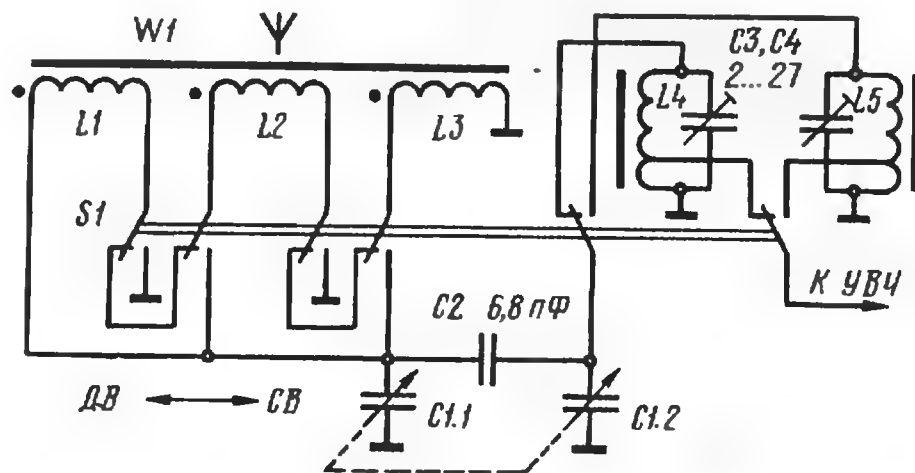 W1
C3, C4
2...27
L1
L2
L3
L4
L5
S1
К УВЧ
C2 6,8 пФ
ДВ СВ
C1.1
C1.2